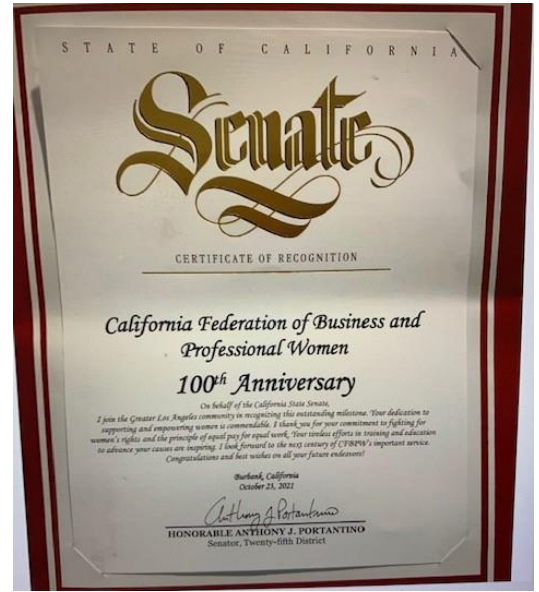 STATE OF CALIFORNIA
Senate
CERTIFICATE OF RECOGNITION
California Federation of Business and
Professional Women
100th Anniversary
On behalf of the California State Senate,
I join the Greater Los Angeles community in recognizing this outstanding milestone. Your dedication to
supporting and empowering women is commendable. I thank you for your commitment to fighting for
women's rights and the principle of equal pay for equal work. Your tireless efforts in training and education
to advance your causes are inspiring. I look forward to the next century of CFBPW's important service.
Congratulations and best wishes on all your future endeavors!
Burbank, California
October 23, 2021
Anthony J Portantino
HONORABLE ANTHONY J. PORTANTINO
Senator, Twenty-fifth District